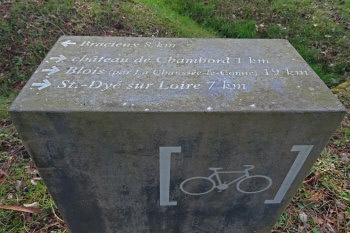 ← Bracieux 8 km
→ Château de Chambord 1 km
→ Blois (par La Chaussée-le-Comte) 19 km
→ St.-Dyé sur Loire 7 km